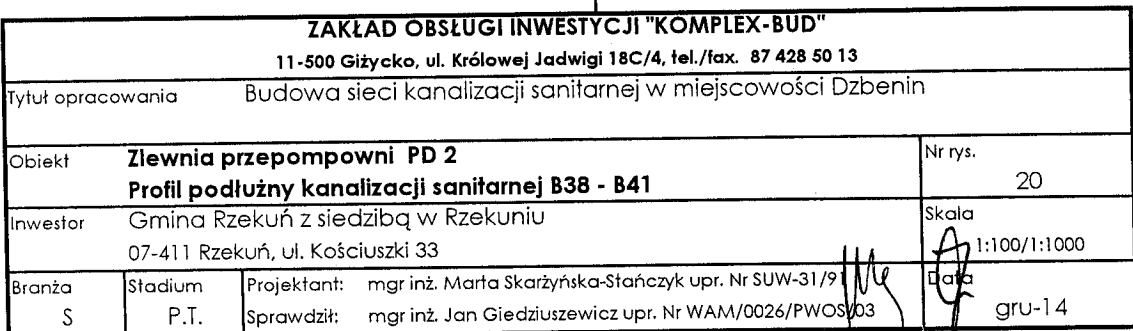 ZAKŁAD OBSŁUGI INWESTYCJI "KOMPLEX-BUD"
11-500 Giżycko, ul. Królowej Jadwigi 18C/4, tel./fax. 87 428 50 13
Tytuł opracowania Budowa sieci kanalizacji sanitarnej w miejscowości Dzbenin
Obiekt Zlewnia przepompowni PD 2 Nr rys.
Profil podłużny kanalizacji sanitarnej B38 - B41 20
Inwestor Gmina Rzekuń z siedzibą w Rzekuniu Skala
07-411 Rzekuń, ul. Kościuszki 33 1:100/1:1000
Branża Stadium Projektant: mgr inż. Marta Skarżyńska-Stańczyk upr. Nr SUW-31/91 Data
S P.T. Sprawdził: mgr inż. Jan Giedziuszewicz upr. Nr WAM/0026/PWOS/03 gru-14